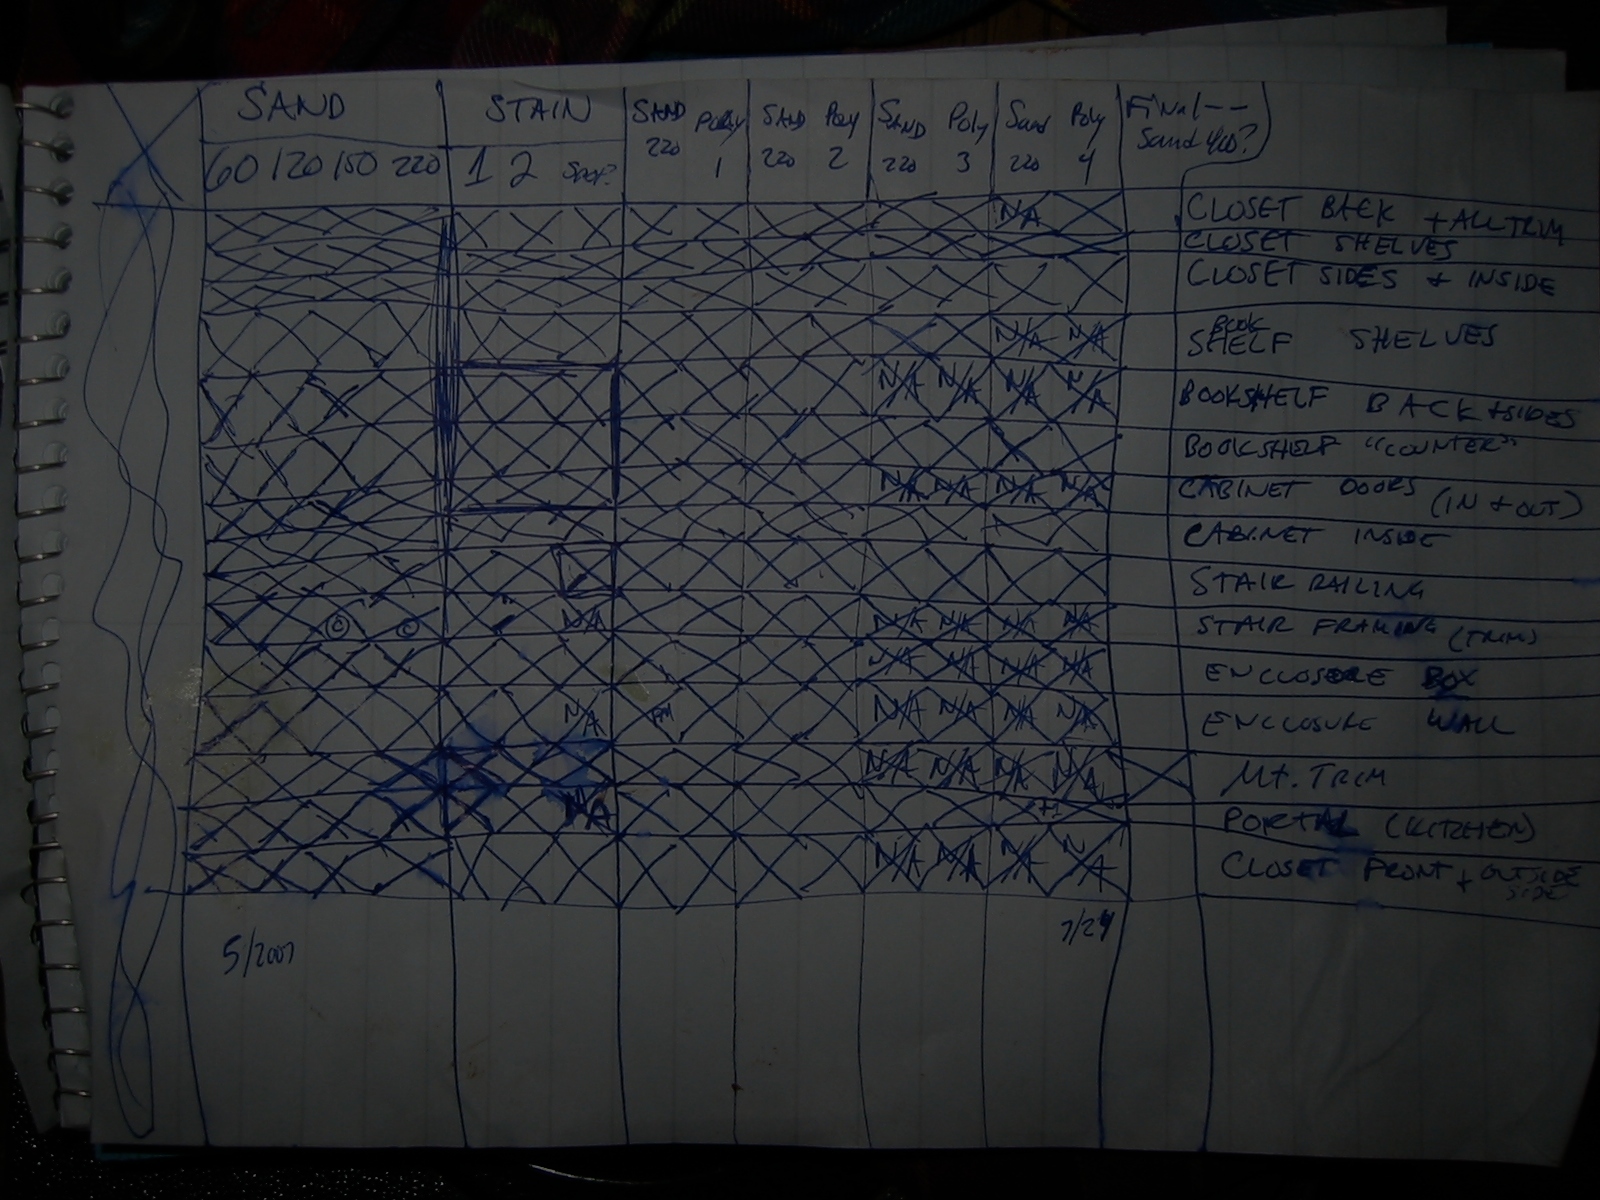 SAND STAIN SAND 220 Poly 1 SAND 220 Poly 2 SAND 220 Poly 3 Sand 220 Poly 4 Final-- Sand 400?
60 120 150 220 1 2 SPOT?
N/A CLOSET BACK + ALL TRIM
CLOSET SHELVES
CLOSET SIDES + INSIDE
N/A N/A BOOK SHELF SHELVES
N/A N/A N/A N/A BOOKSHELF BACK + SIDES
BOOKSHELF "COUNTER"
N/A N/A N/A N/A CABINET DOORS (IN + OUT)
CABINET INSIDE
STAIR RAILING
N/A N/A N/A N/A N/A STAIR FRAMING (TRIM)
N/A N/A N/A N/A ENCLOSURE BOX
N/A N/A N/A N/A N/A ENCLOSURE WALL
N/A N/A N/A N/A Mt. TRIM
N/A +1 PORTAL (KITCHEN)
N/A N/A N/A N/A CLOSET FRONT + OUTSIDE SIDE
5/2007 7/24